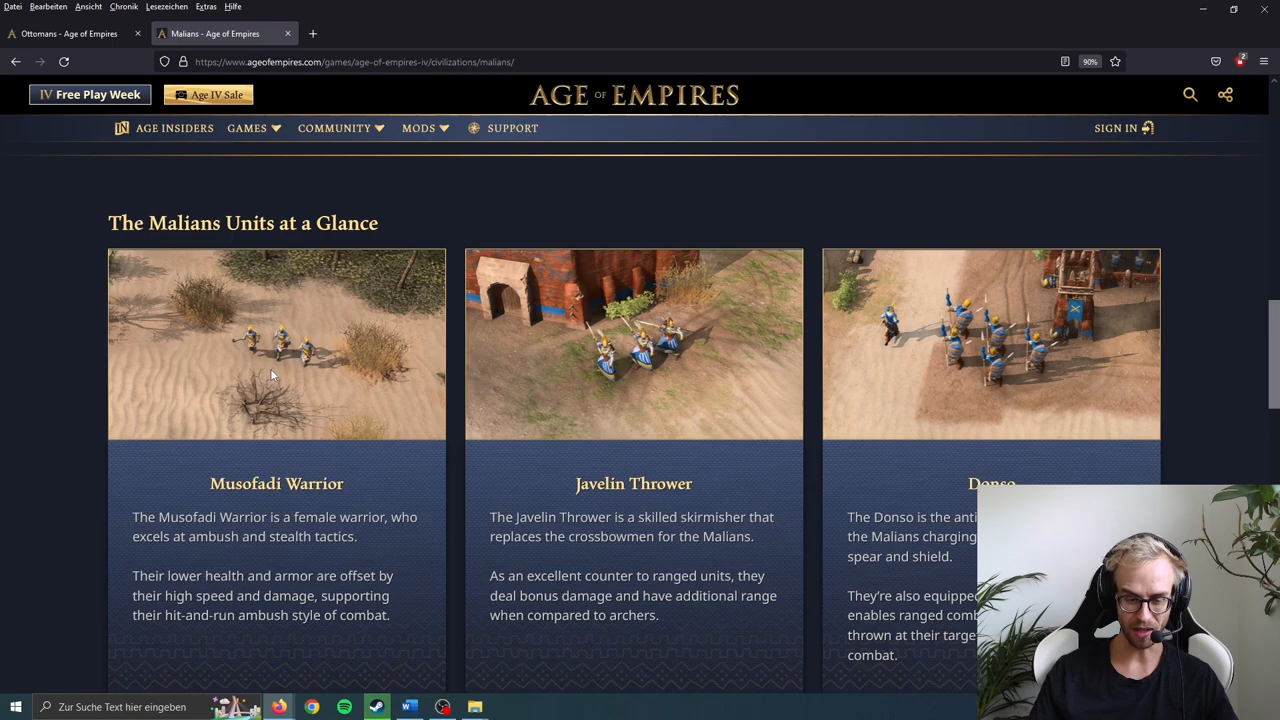 Datei Bearbeiten Ansicht Chronik Lesezeichen Extras Hilfe
Ottomans - Age of Empires
Malians - Age of Empires
https://www.ageofempires.com/games/age-of-empires-iv/civilizations/malians/
90%
2
IV Free Play Week
Age IV Sale
AGE OF EMPIRES
IN AGE INSIDERS GAMES COMMUNITY MODS SUPPORT
SIGN IN
The Malians Units at a Glance
Musofadi Warrior
The Musofadi Warrior is a female warrior, who
excels at ambush and stealth tactics.
Their lower health and armor are offset by
their high speed and damage, supporting
their hit-and-run ambush style of combat.
Javelin Thrower
The Javelin Thrower is a skilled skirmisher that
replaces the crossbowmen for the Malians.
As an excellent counter to ranged units, they
deal bonus damage and have additional range
when compared to archers.
Donso
The Donso is the anti
the Malians charging
spear and shield.
They're also equipped
enables ranged
thrown at their
combat.
Zur Suche Text hier eingeben